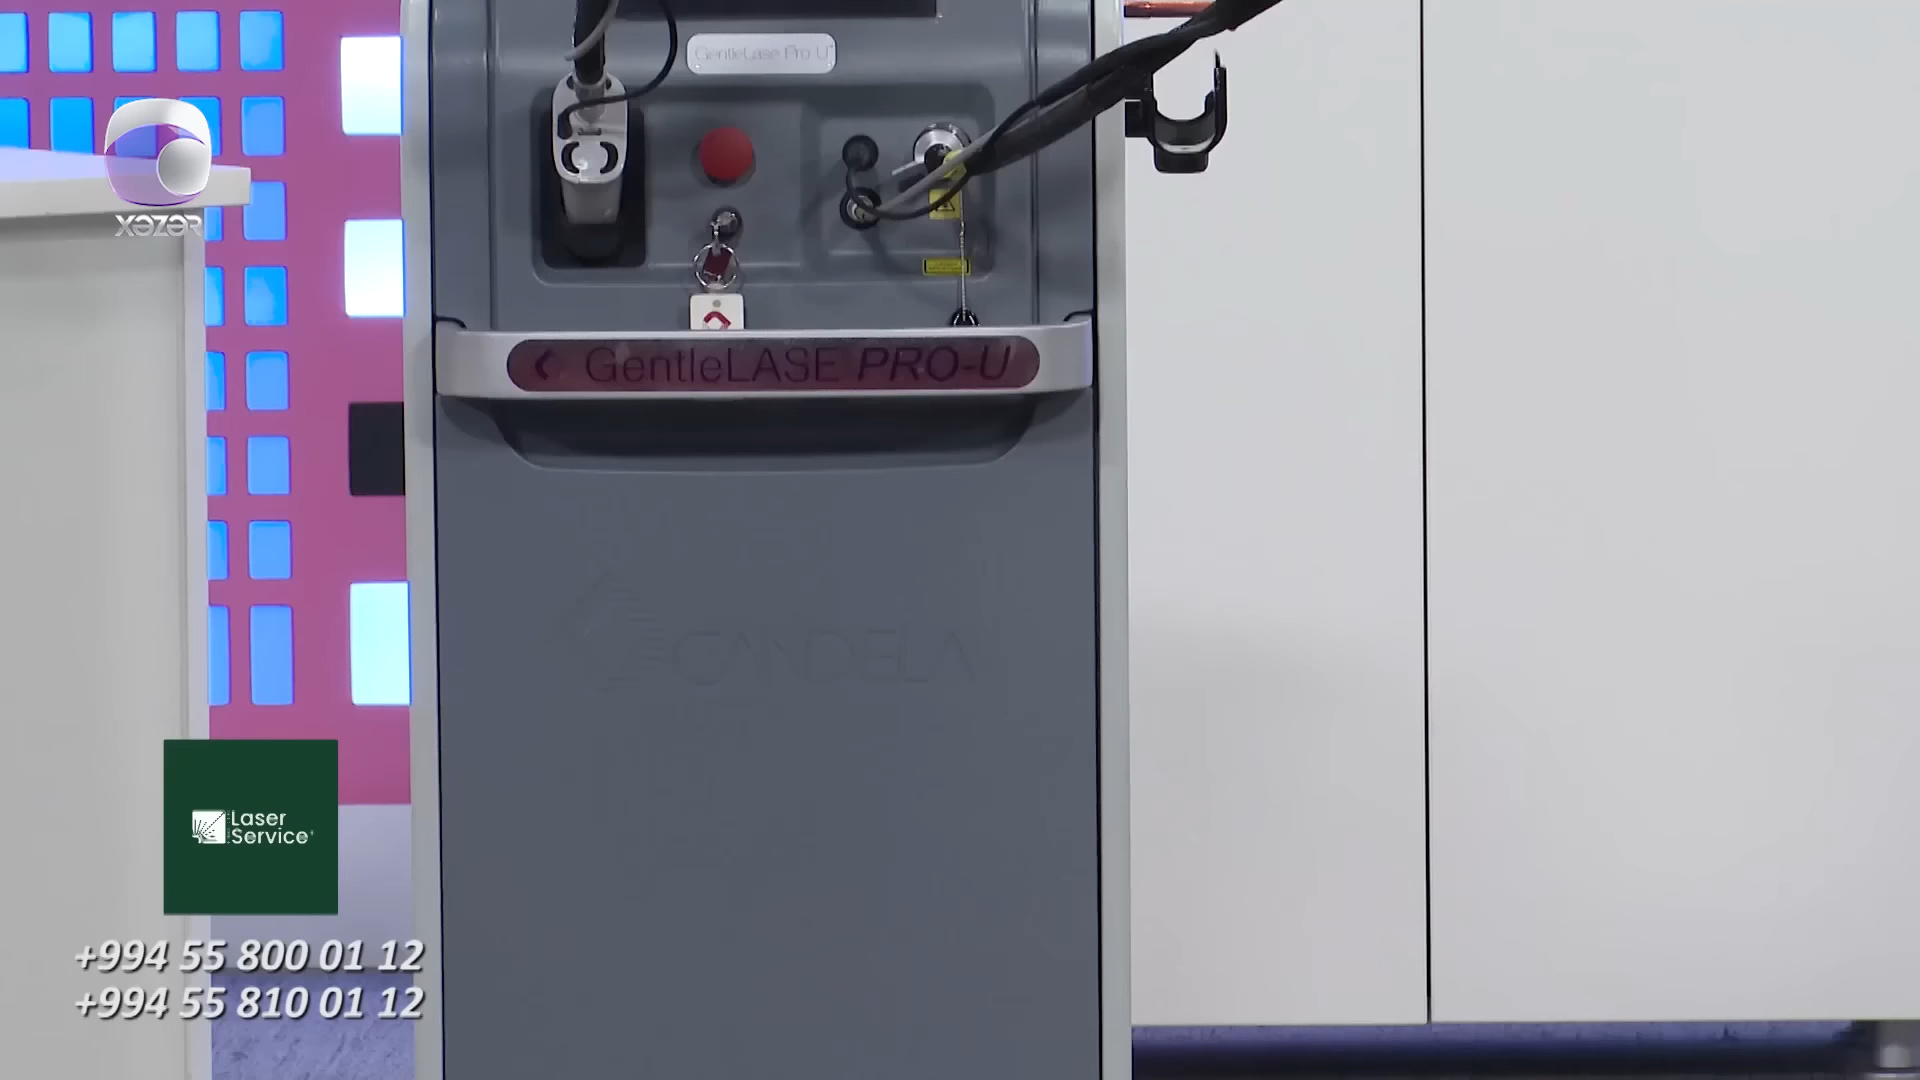 GentleLase Pro U
XƏZƏR
GentleLASE PRO-U
CANDELA
Laser
Service
+994 55 800 01 12
+994 55 810 01 12